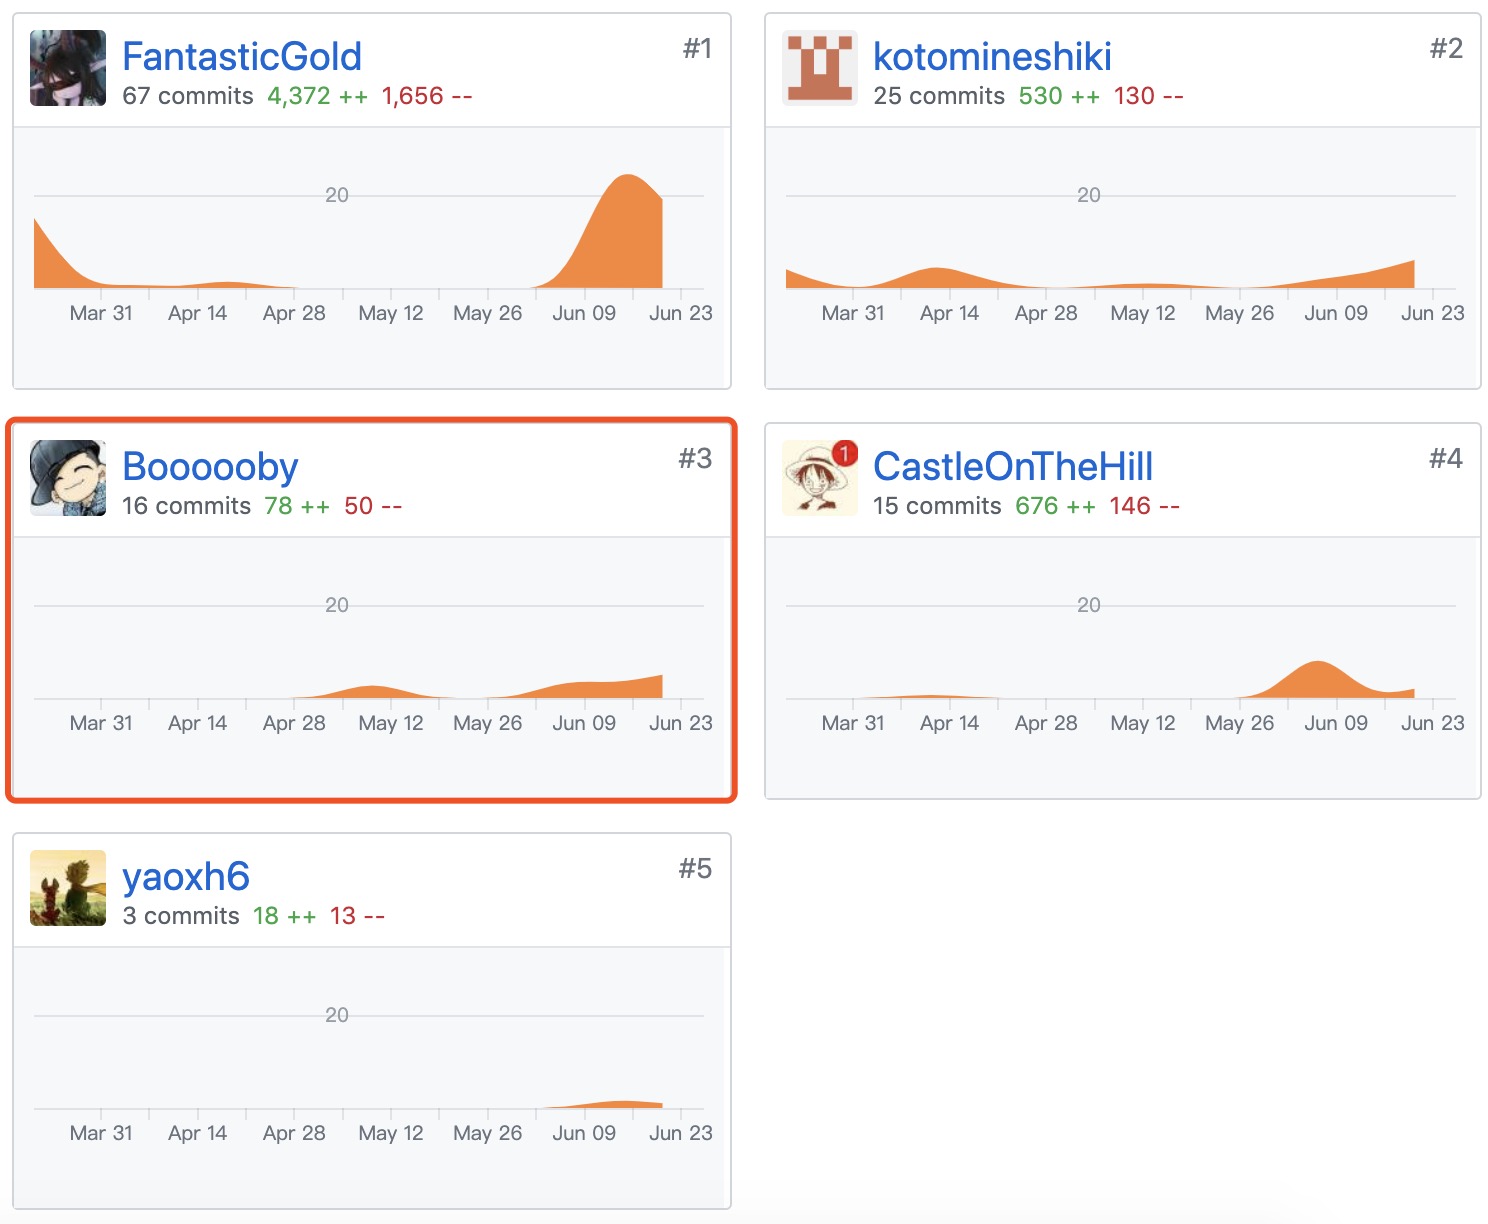 FantasticGold #1
67 commits 4,372 ++ 1,656 --
20
Mar 31 Apr 14 Apr 28 May 12 May 26 Jun 09 Jun 23
kotomineshiki #2
25 commits 530 ++ 130 --
20
Mar 31 Apr 14 Apr 28 May 12 May 26 Jun 09 Jun 23
Boooooby #3
16 commits 78 ++ 50 --
20
Mar 31 Apr 14 Apr 28 May 12 May 26 Jun 09 Jun 23
1
CastleOnTheHill #4
15 commits 676 ++ 146 --
20
Mar 31 Apr 14 Apr 28 May 12 May 26 Jun 09 Jun 23
yaoxh6 #5
3 commits 18 ++ 13 --
20
Mar 31 Apr 14 Apr 28 May 12 May 26 Jun 09 Jun 23